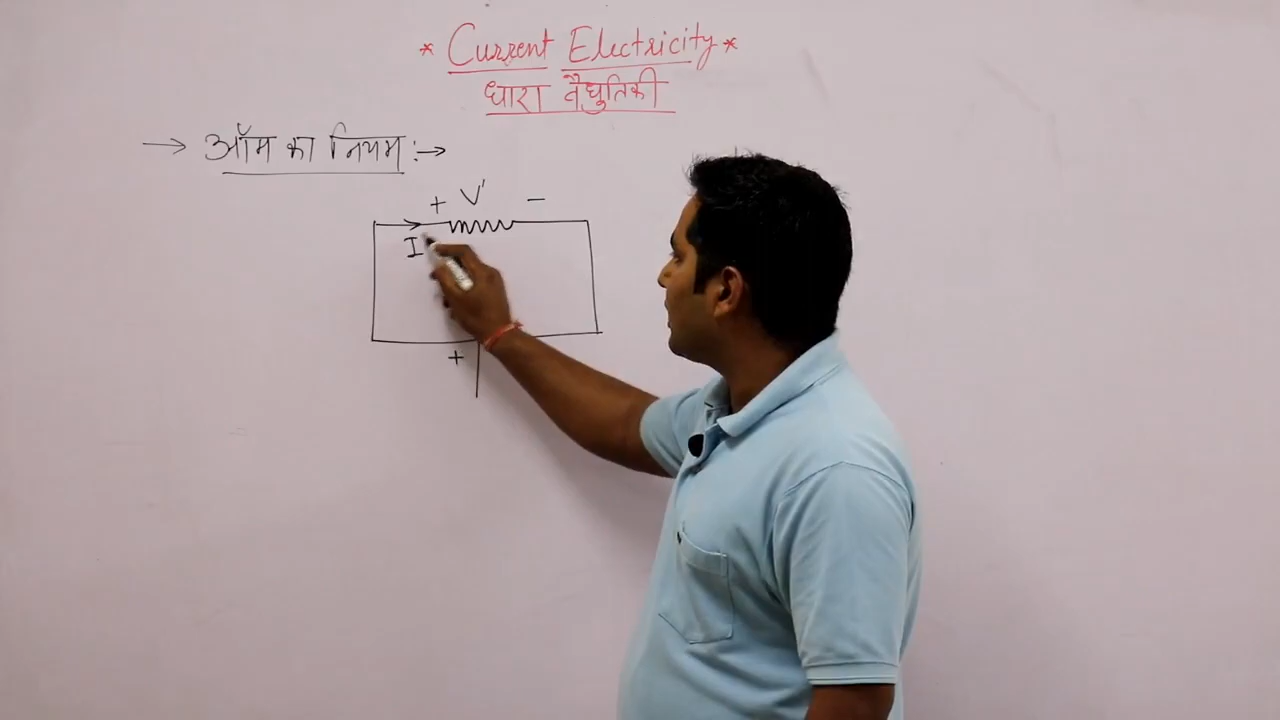 * Current Electricity *
धारा वैधुतिकी
→ ऑम का नियम :→
+ V' −
I
+